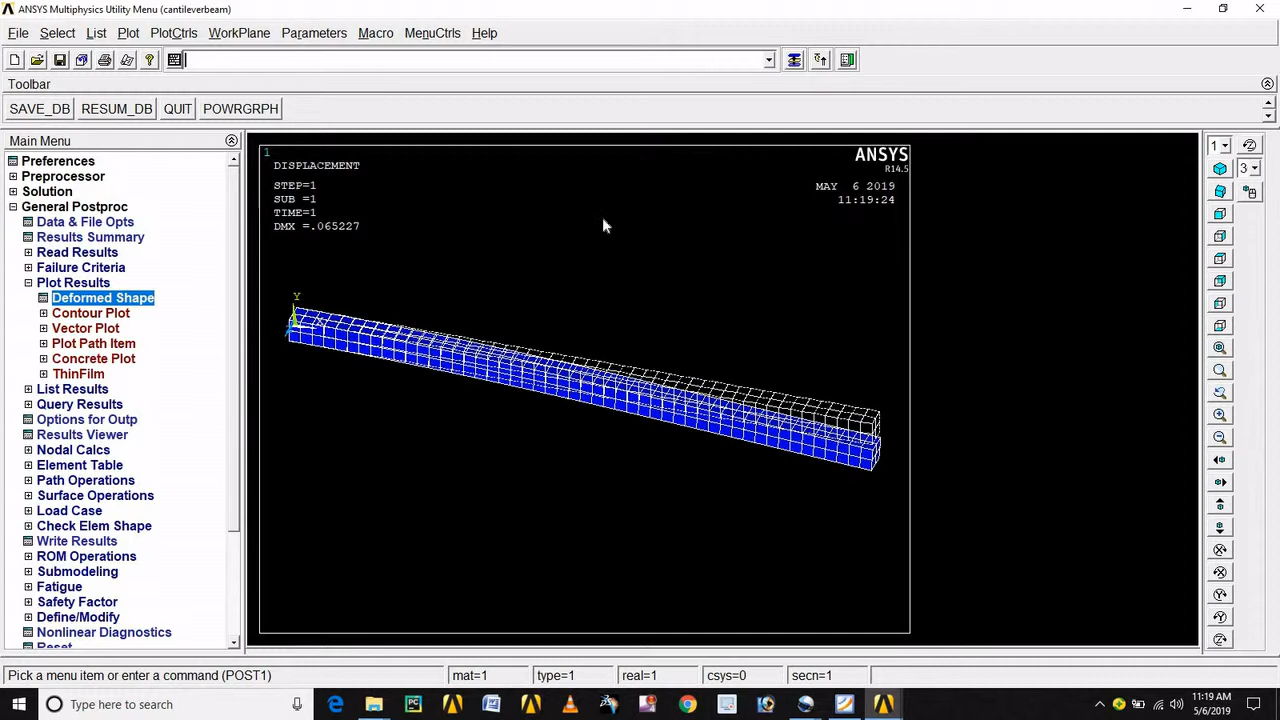 ANSYS Multiphysics Utility Menu (cantileverbeam)
File Select List Plot PlotCtrls WorkPlane Parameters Macro MenuCtrls Help
Toolbar
SAVE_DB RESUM_DB QUIT POWRGRPH
Main Menu
Preferences
Preprocessor
Solution
General Postproc
Data & File Opts
Results Summary
Read Results
Failure Criteria
Plot Results
Deformed Shape
Contour Plot
Vector Plot
Plot Path Item
Concrete Plot
ThinFilm
List Results
Query Results
Options for Outp
Results Viewer
Nodal Calcs
Element Table
Path Operations
Surface Operations
Load Case
Check Elem Shape
Write Results
ROM Operations
Submodeling
Fatigue
Safety Factor
Define/Modify
Nonlinear Diagnostics
Reset
1
DISPLACEMENT
STEP=1
SUB =1
TIME=1
DMX =.065227
ANSYS
R14.5
MAY 6 2019
11:19:24
Y
X
1
3
Pick a menu item or enter a command (POST1)
mat=1
type=1
real=1
csys=0
secn=1
Type here to search
11:19 AM
5/6/2019